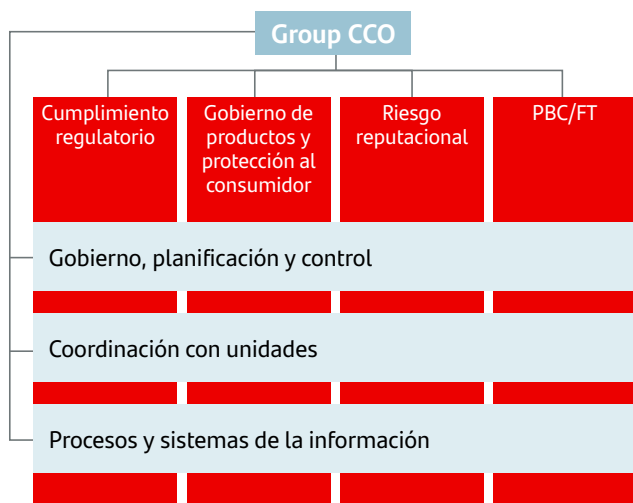 Group CCO
Cumplimiento
regulatorio
Gobierno de
productos y
protección al
consumidor
Riesgo
reputacional
PBC/FT
Gobierno, planificación y control
Coordinación con unidades
Procesos y sistemas de la información